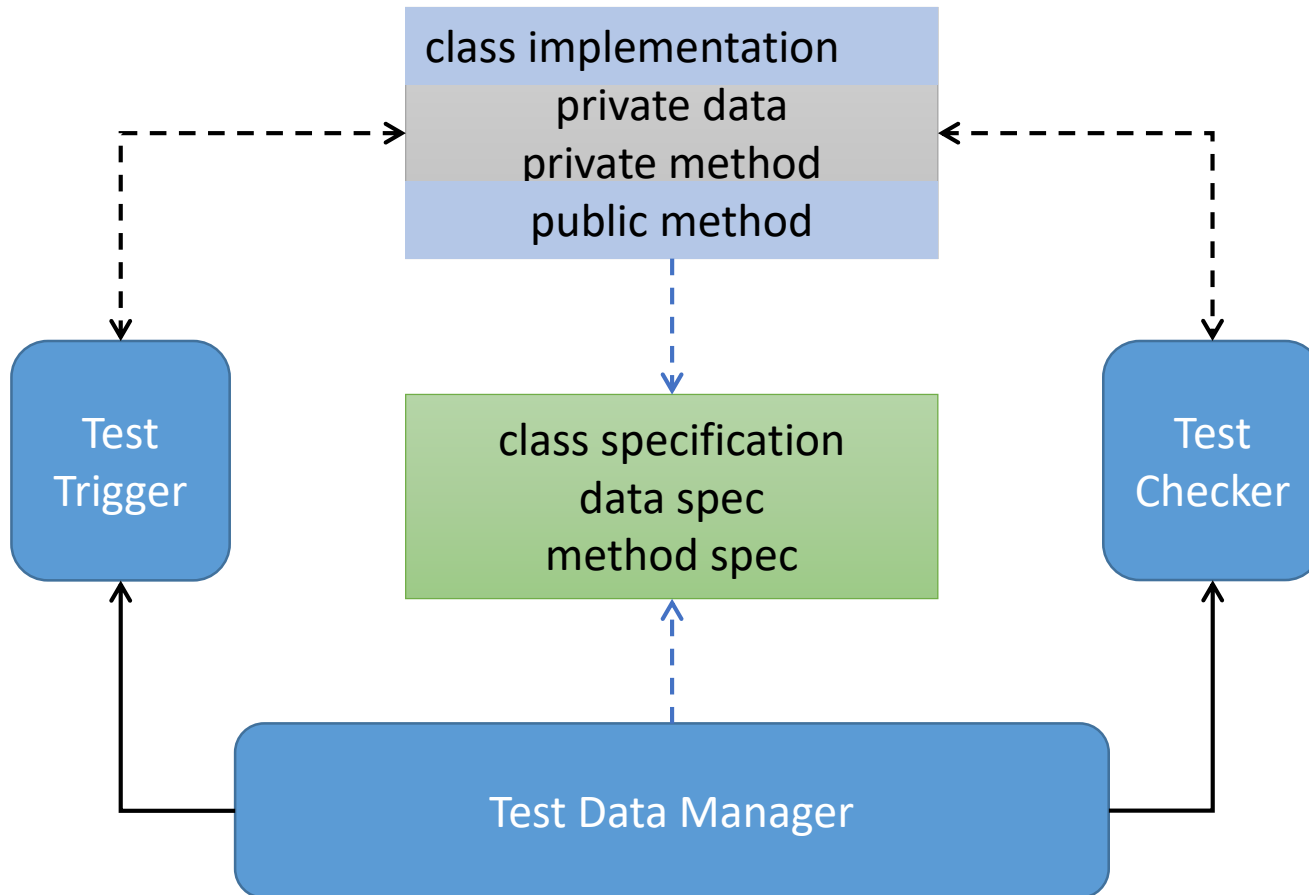 class implementation
private data
private method
public method
Test
Trigger
class specification
data spec
method spec
Test
Checker
Test Data Manager